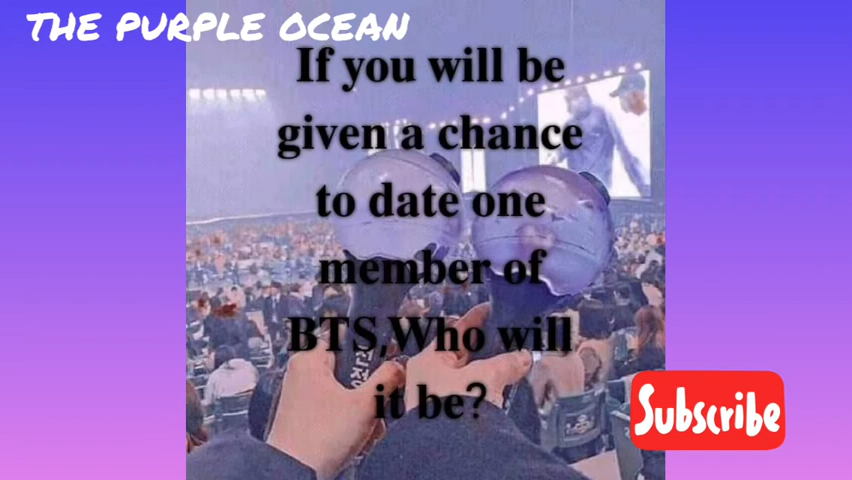 THE PURPLE OCEAN
If you will be
given a chance
to date one
member of
BTS,Who will
it be?
Subscribe